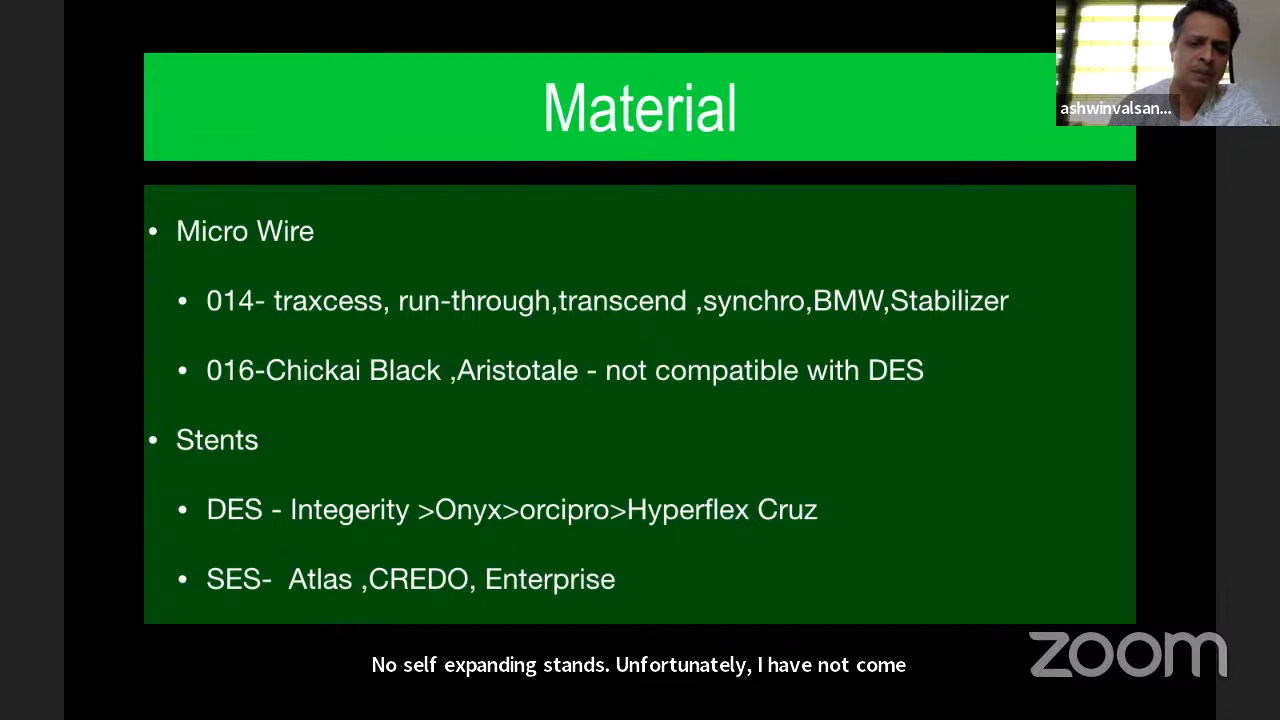 Material
ashwinvalsan...
• Micro Wire
• 014- traxcess, run-through,transcend ,synchro,BMW,Stabilizer
• 016-Chickai Black ,Aristotale - not compatible with DES
• Stents
• DES - Integerity >Onyx>orcipro>Hyperflex Cruz
• SES- Atlas ,CREDO, Enterprise
zoom
No self expanding stands. Unfortunately, I have not come